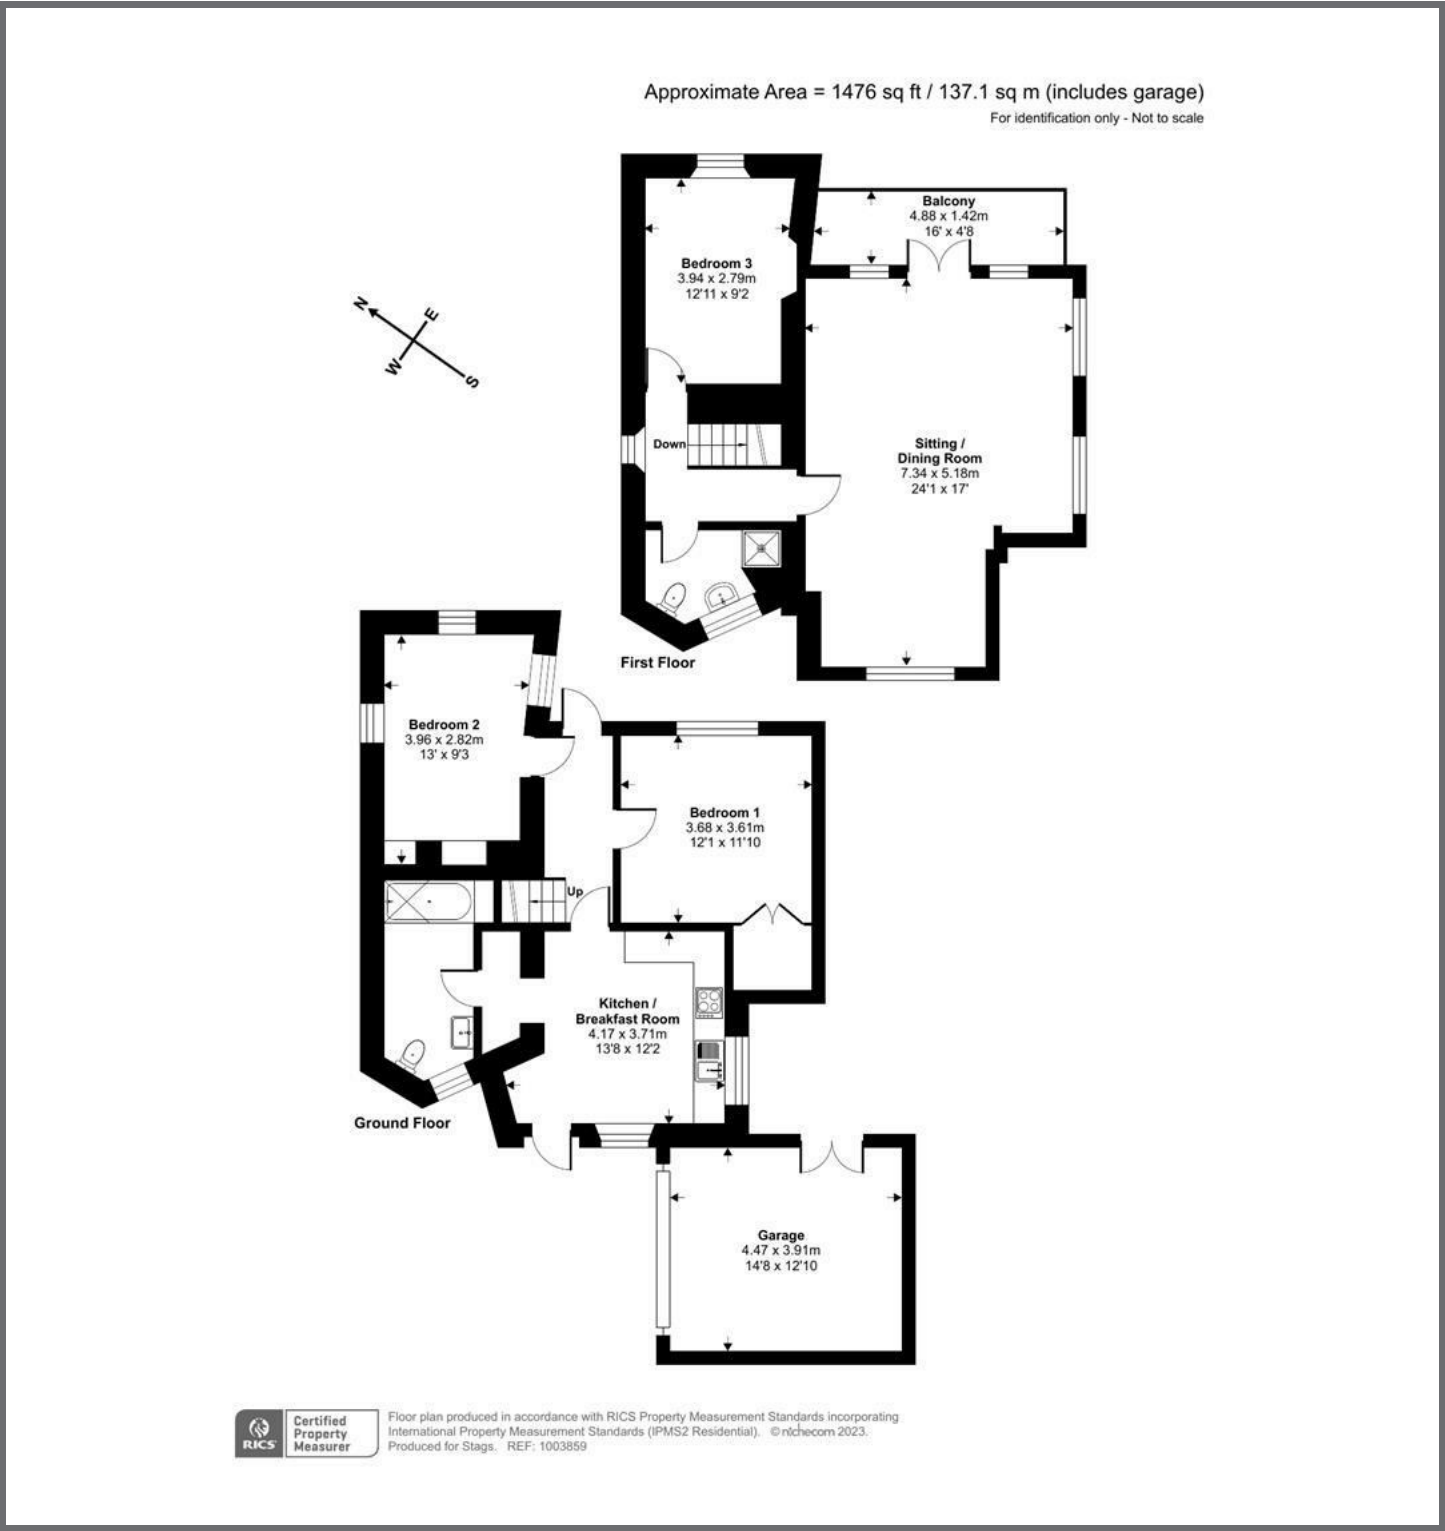 Approximate Area = 1476 sq ft / 137.1 sq m (includes garage)
For identification only - Not to scale
Balcony
4.88 x 1.42m
16' x 4'8
Bedroom 3
3.94 x 2.79m
12'11 x 9'2
N
E
W
S
Down
Sitting /
Dining Room
7.34 x 5.18m
24'1 x 17'
First Floor
Bedroom 2
3.96 x 2.82m
13' x 9'3
Bedroom 1
3.68 x 3.61m
12'1 x 11'10
Up
Kitchen /
Breakfast Room
4.17 x 3.71m
13'8 x 12'2
Ground Floor
Garage
4.47 x 3.91m
14'8 x 12'10
RICS
Certified
Property
Measurer
Floor plan produced in accordance with RICS Property Measurement Standards incorporating
International Property Measurement Standards (IPMS2 Residential). © nichecom 2023.
Produced for Stags. REF: 1003859